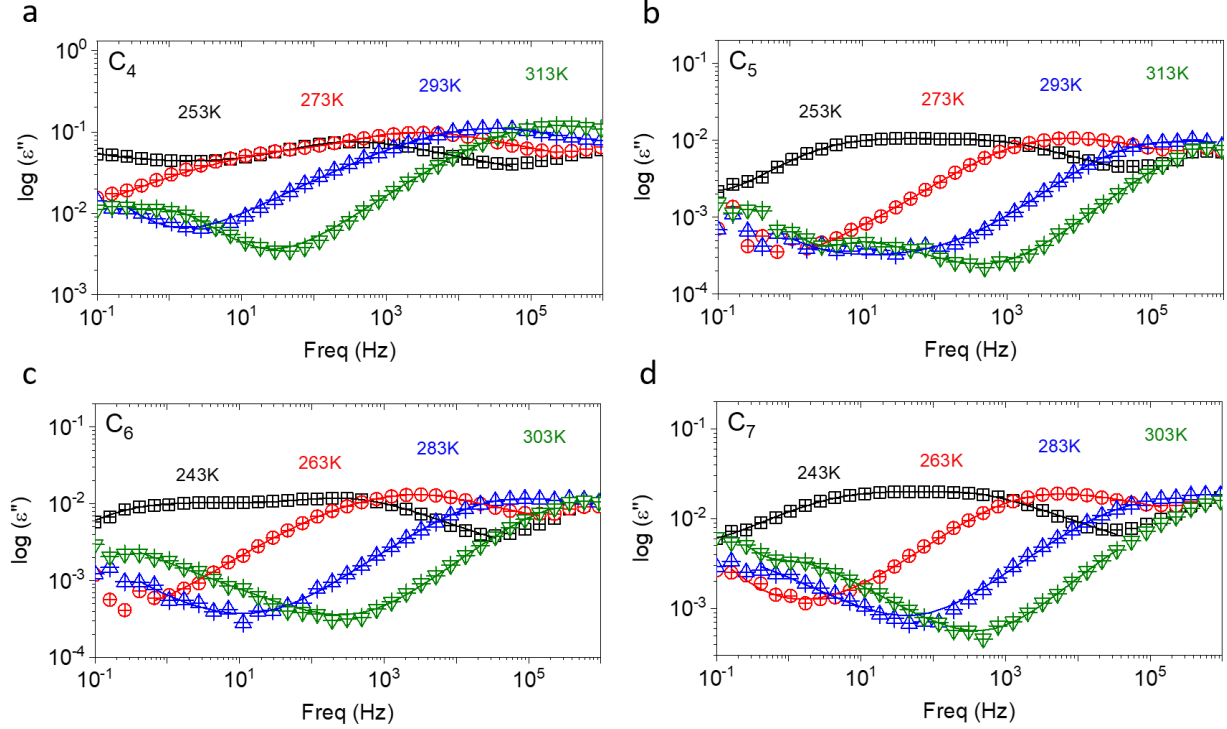 a
C4
253K
273K
293K
313K
10^0
10^-1
10^-2
10^-3
log (ε")
10^-1
10^1
10^3
10^5
Freq (Hz)
b
C5
253K
273K
293K
313K
10^-1
10^-2
10^-3
10^-4
log (ε")
10^-1
10^1
10^3
10^5
Freq (Hz)
c
C6
243K
263K
283K
303K
10^-1
10^-2
10^-3
10^-4
log (ε")
10^-1
10^1
10^3
10^5
Freq (Hz)
d
C7
243K
263K
283K
303K
10^-1
10^-2
10^-3
log (ε")
10^-1
10^1
10^3
10^5
Freq (Hz)